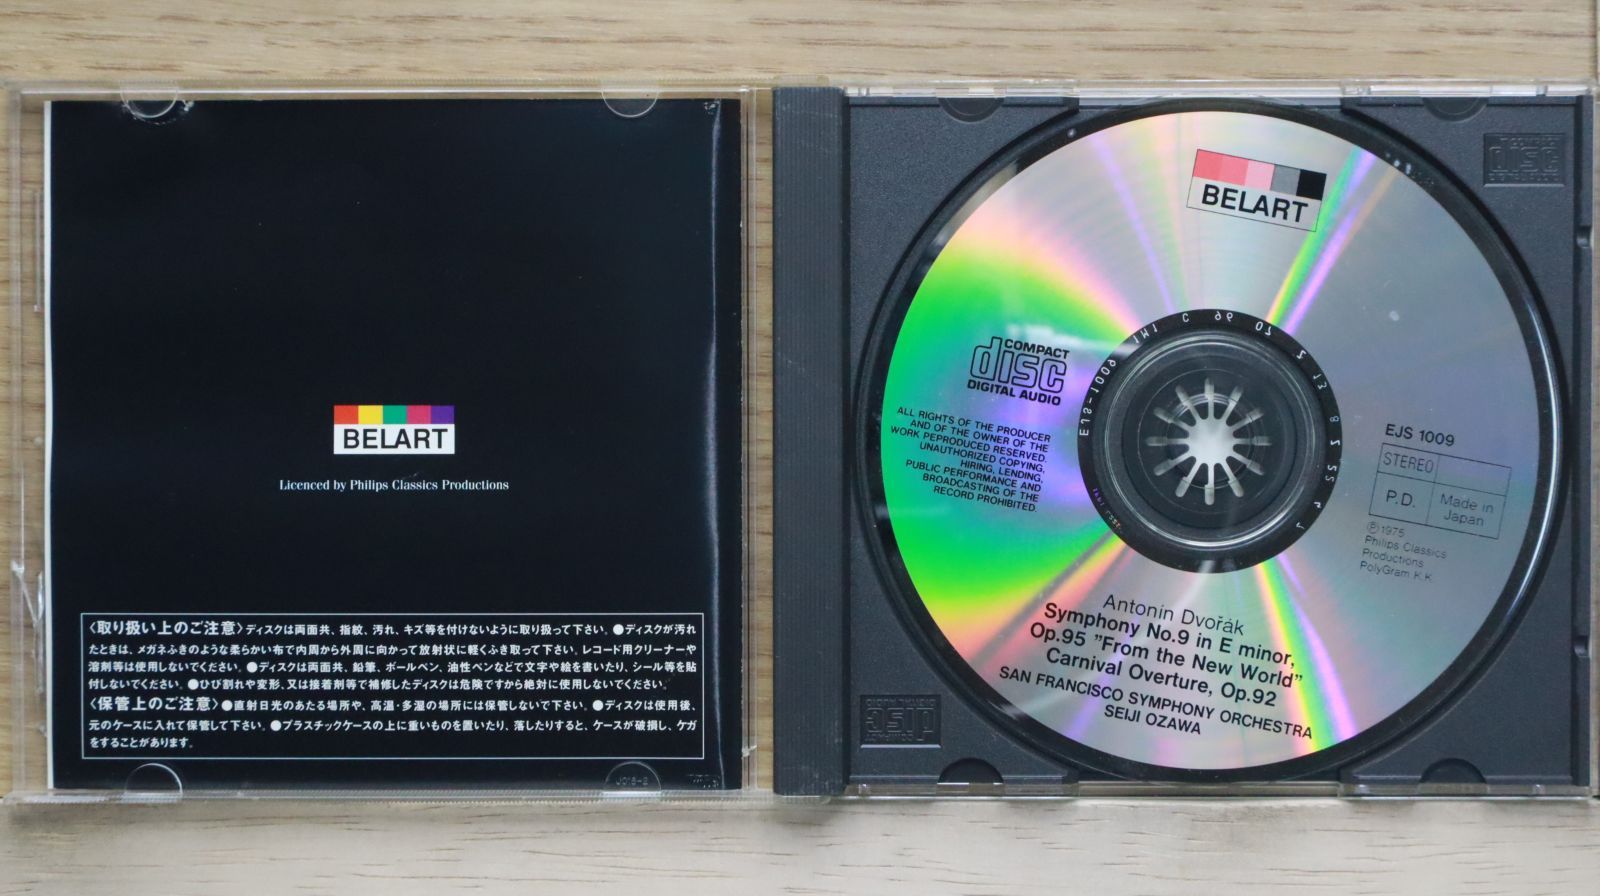 BELART
Licenced by Philips Classics Productions
〈取り扱い上のご注意〉ディスクは両面共、指紋、汚れ、キズ等を付けないように取り扱って下さい。●ディスクが汚れ
たときは、メガネふきのような柔らかい布で内周から外周に向かって放射状に軽くふき取って下さい。レコード用クリーナーや
溶剤等は使用しないでください。●ディスクは両面共、鉛筆、ボールペン、油性ペンなどで文字や絵を書いたり、シール等を貼
付しないでください。●ひび割れや変形、又は接着剤等で補修したディスクは危険ですから絶対に使用しないでください。
〈保管上のご注意〉●直射日光のあたる場所や、高温・多湿の場所には保管しないで下さい。●ディスクは使用後、
元のケースに入れて保管して下さい。●プラスチックケースの上に重いものを置いたり、落したりすると、ケースが破損し、ケガ
をすることがあります。
BELART
COMPACT
disc
DIGITAL AUDIO
ALL RIGHTS OF THE PRODUCER
AND OF THE OWNER OF THE
WORK PEPRODUCED RESERVED.
UNAUTHORIZED COPYING,
HIRING, LENDING,
PUBLIC PERFORMANCE AND
BROADCASTING OF THE
RECORD PROHIBITED.
EJS 1009
STEREO
P.D.
Made in
Japan
Ⓟ1975
Philips Classics
Productions
PolyGram K.K.
Antonín Dvořák
Symphony No.9 in E minor,
Op.95 "From the New World"
Carnival Overture, Op.92
SAN FRANCISCO SYMPHONY ORCHESTRA
SEIJI OZAWA